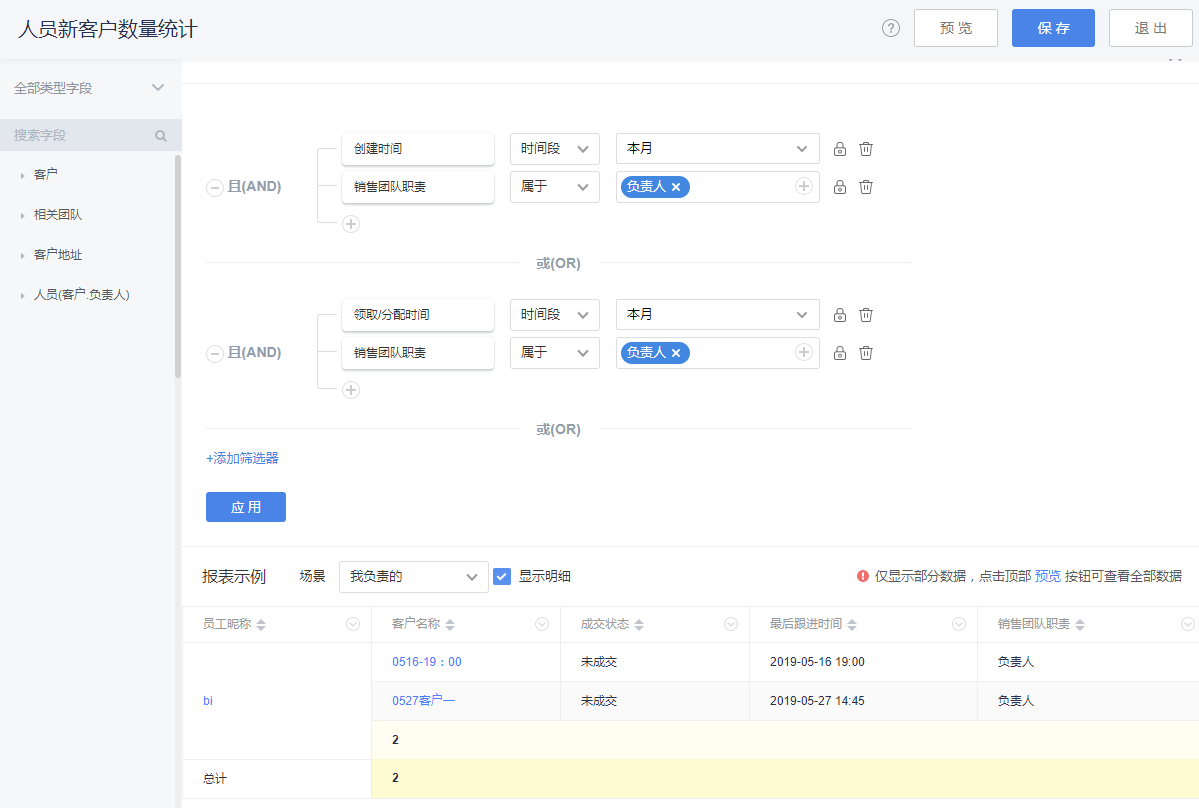 人员新客户数量统计
? 预 览 保 存 退 出
全部类型字段
搜索字段
客户
相关团队
客户地址
人员(客户.负责人)
创建时间 时间段 本月
且(AND) 销售团队职责 属于 负责人
或(OR)
领取/分配时间 时间段 本月
且(AND) 销售团队职责 属于 负责人
或(OR)
+添加筛选器
应 用
报表示例 场景 我负责的 显示明细 仅显示部分数据，点击顶部 预览 按钮可查看全部数据
员工昵称 客户名称 成交状态 最后跟进时间 销售团队职责
0516-19：00 未成交 2019-05-16 19:00 负责人
bi 0527客户一 未成交 2019-05-27 14:45 负责人
2
总计 2